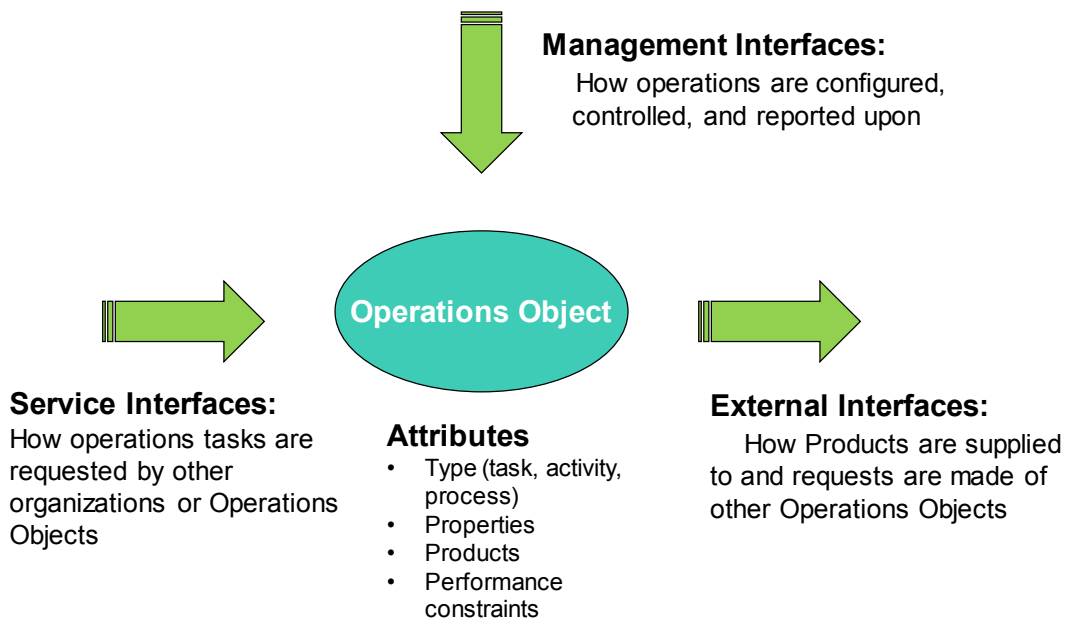 Management Interfaces:
How operations are configured,
controlled, and reported upon
Operations Object
Service Interfaces:
How operations tasks are
requested by other
organizations or Operations
Objects
Attributes
• Type (task, activity,
process)
• Properties
• Products
• Performance
constraints
External Interfaces:
How Products are supplied
to and requests are made of
other Operations Objects